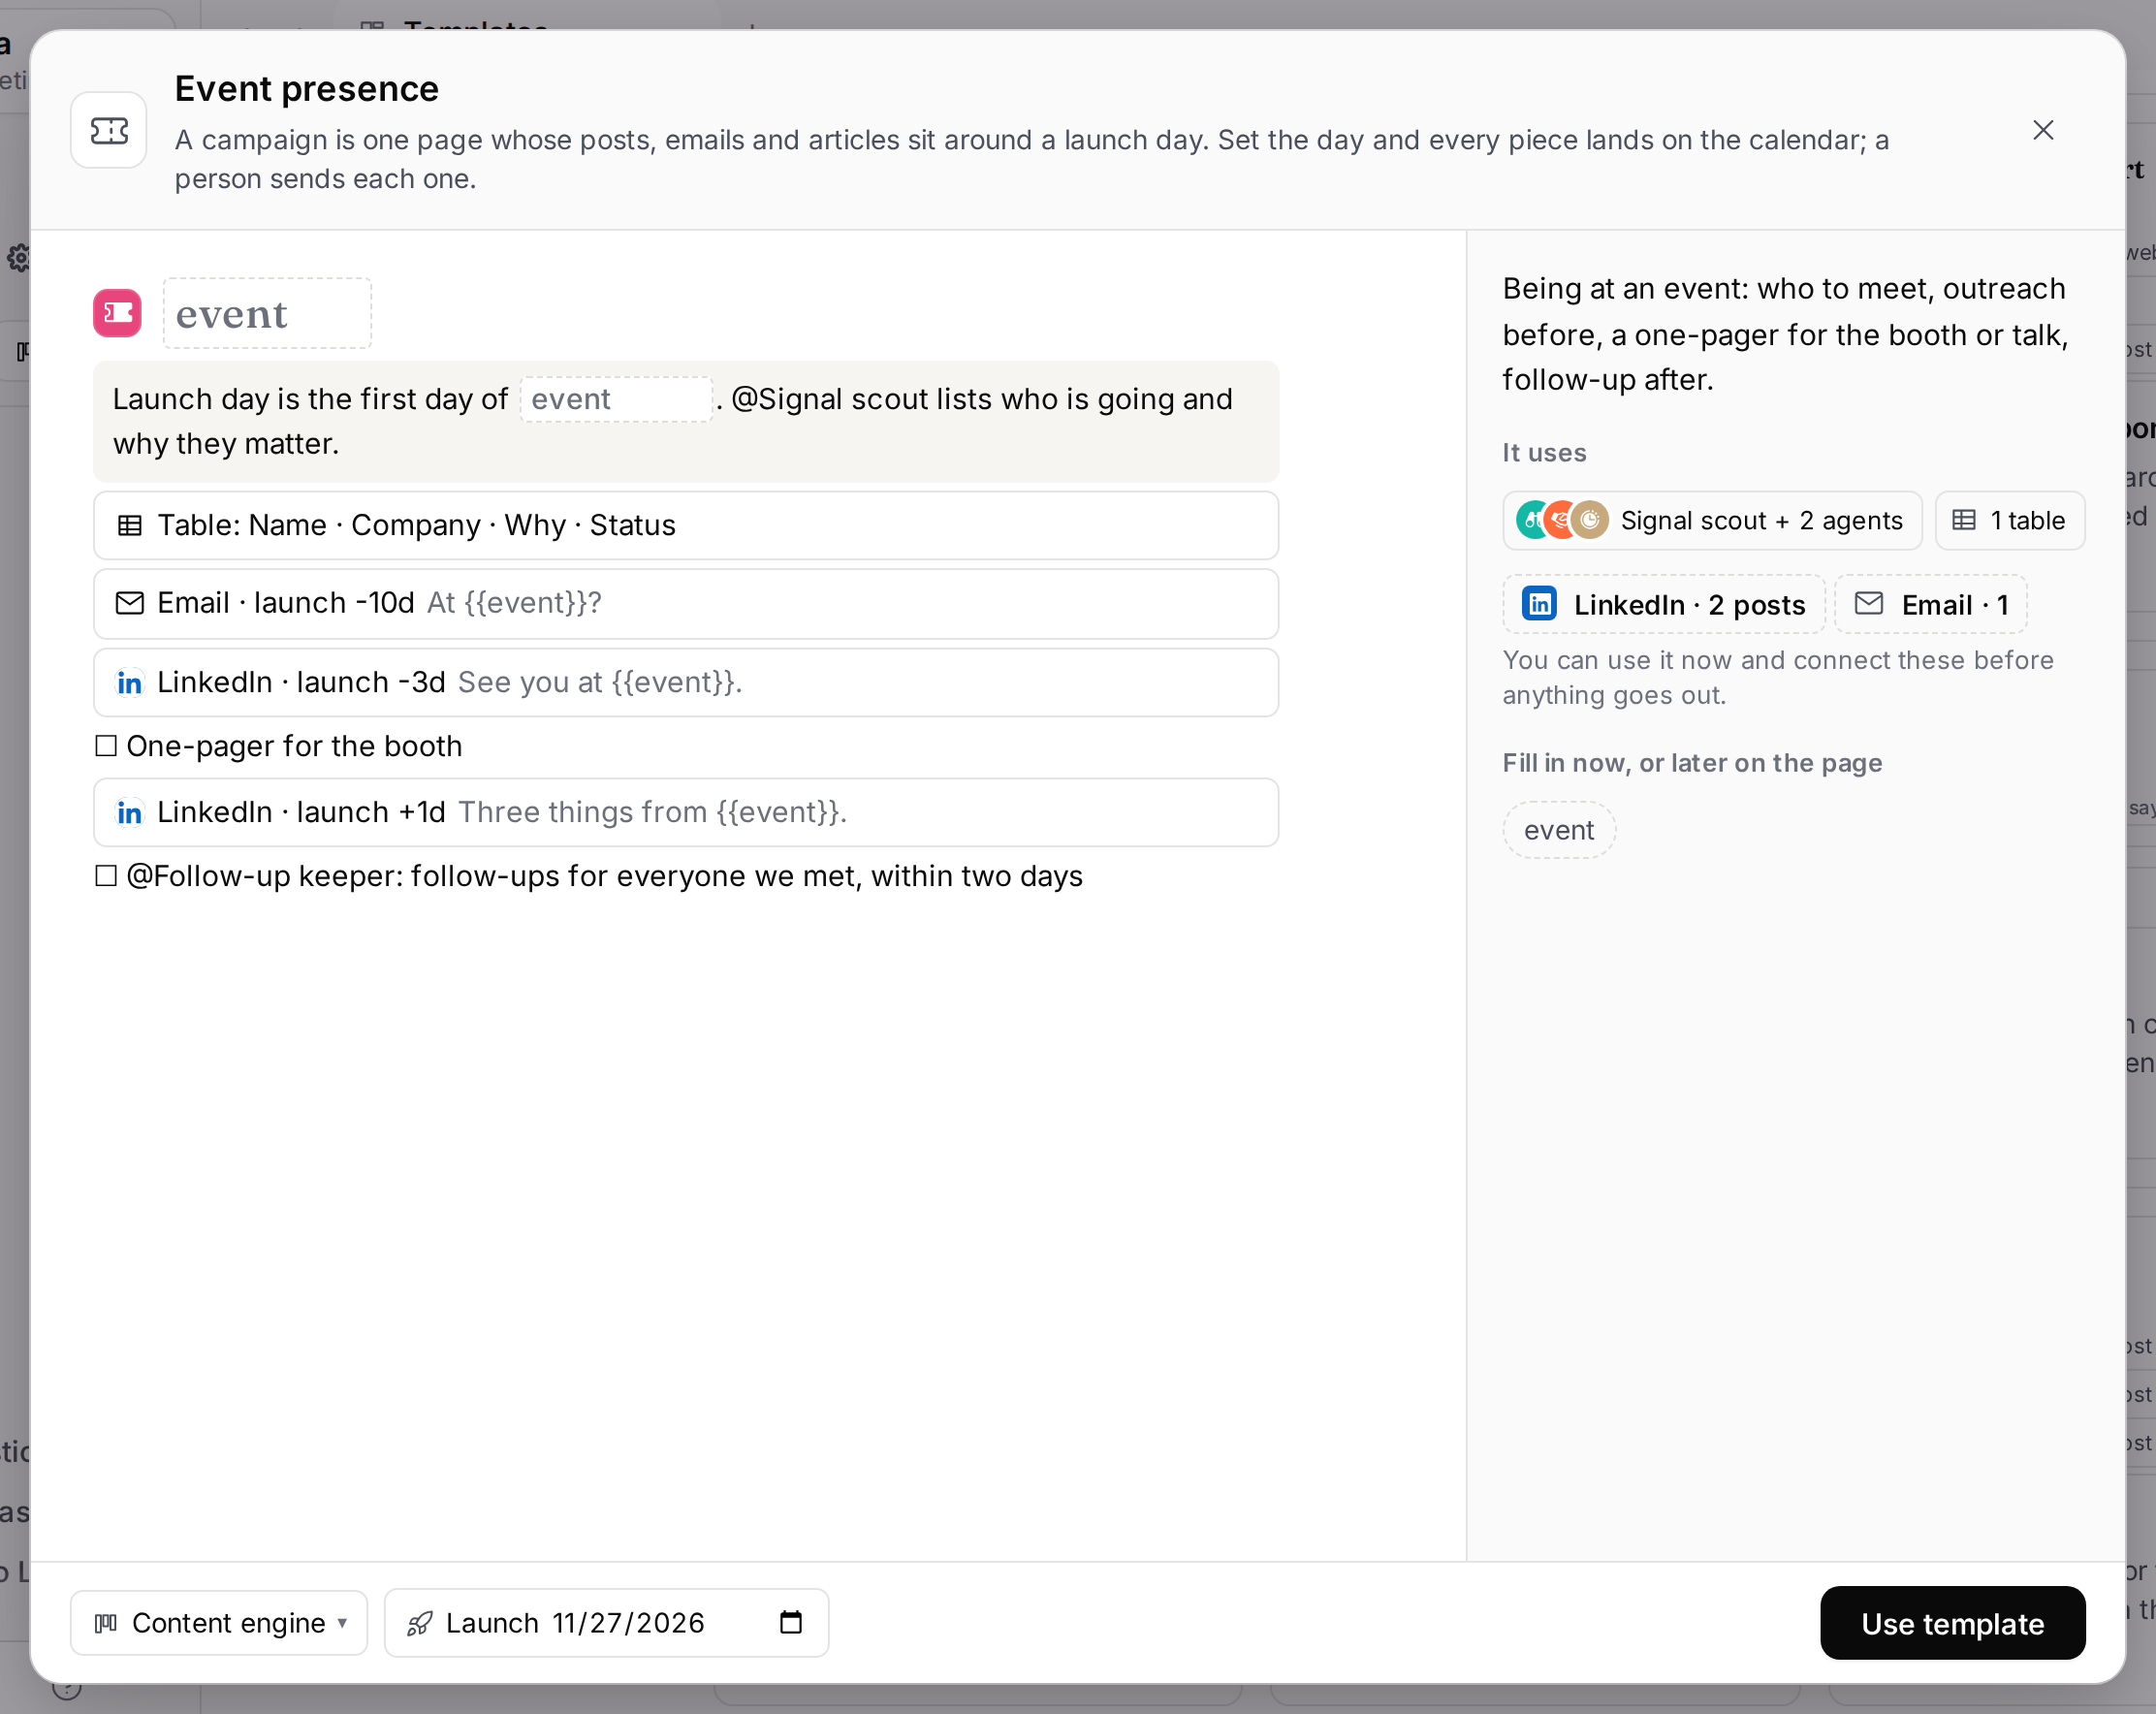 Event presence
A campaign is one page whose posts, emails and articles sit around a launch day. Set the day and every piece lands on the calendar; a
person sends each one.
event
Launch day is the first day of event. @Signal scout lists who is going and
why they matter.
Table: Name · Company · Why · Status
Email · launch -10d At {{event}}?
LinkedIn · launch -3d See you at {{event}}.
☐ One-pager for the booth
LinkedIn · launch +1d Three things from {{event}}.
☐ @Follow-up keeper: follow-ups for everyone we met, within two days
Being at an event: who to meet, outreach
before, a one-pager for the booth or talk,
follow-up after.
It uses
Signal scout + 2 agents
1 table
LinkedIn · 2 posts
Email · 1
You can use it now and connect these before
anything goes out.
Fill in now, or later on the page
event
Content engine
Launch 11/27/2026
Use template